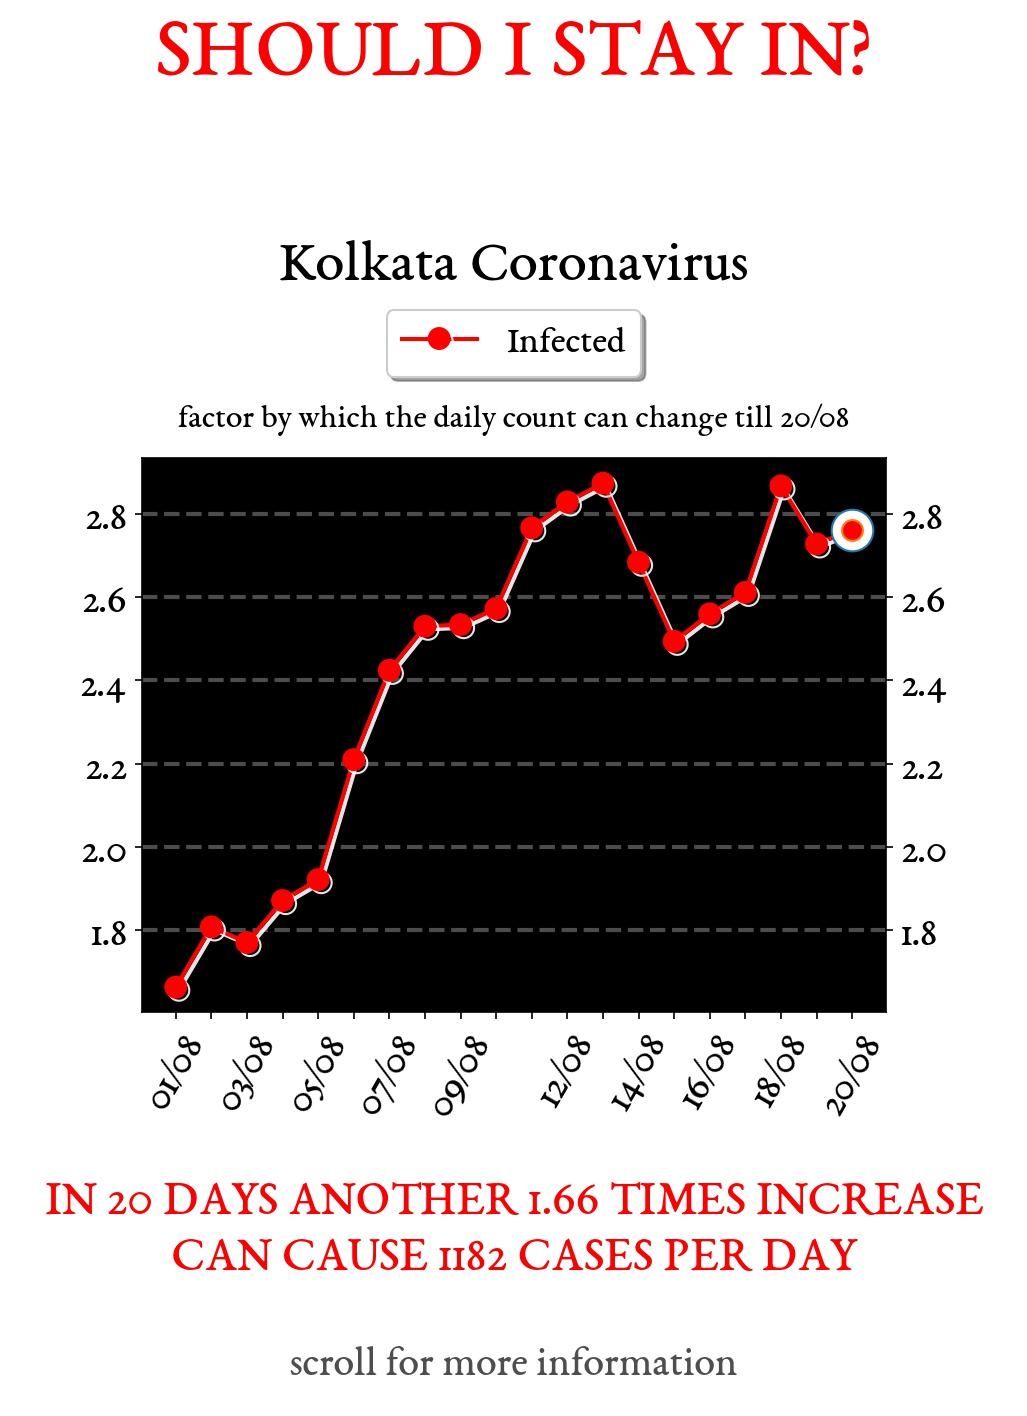 SHOULD I STAY IN?
Kolkata Coronavirus
Infected
factor by which the daily count can change till 20/08
2.8 2.8
2.6 2.6
2.4 2.4
2.2 2.2
2.0 2.0
1.8 1.8
01/08 03/08 05/08 07/08 09/08 12/08 14/08 16/08 18/08 20/08
IN 20 DAYS ANOTHER 1.66 TIMES INCREASE
CAN CAUSE 1182 CASES PER DAY
scroll for more information